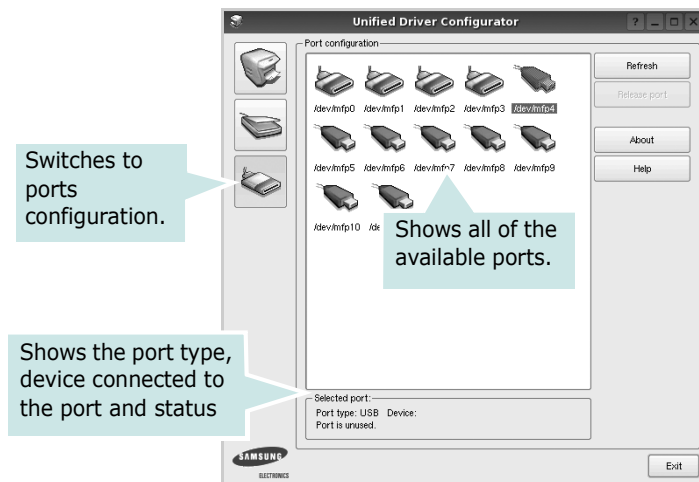 Unified Driver Configurator
Port configuration
/dev/mfp0 /dev/mfp1 /dev/mfp2 /dev/mfp3 /dev/mfp4
/dev/mfp5 /dev/mfp6 /dev/mfp7 /dev/mfp8 /dev/mfp9
/dev/mfp10 /de
Refresh
Release port
About
Help
Switches to
ports
configuration.
Shows all of the
available ports.
Shows the port type,
device connected to
the port and status
Selected port:
Port type: USB Device:
Port is unused.
SAMSUNG
ELECTRONICS
Exit